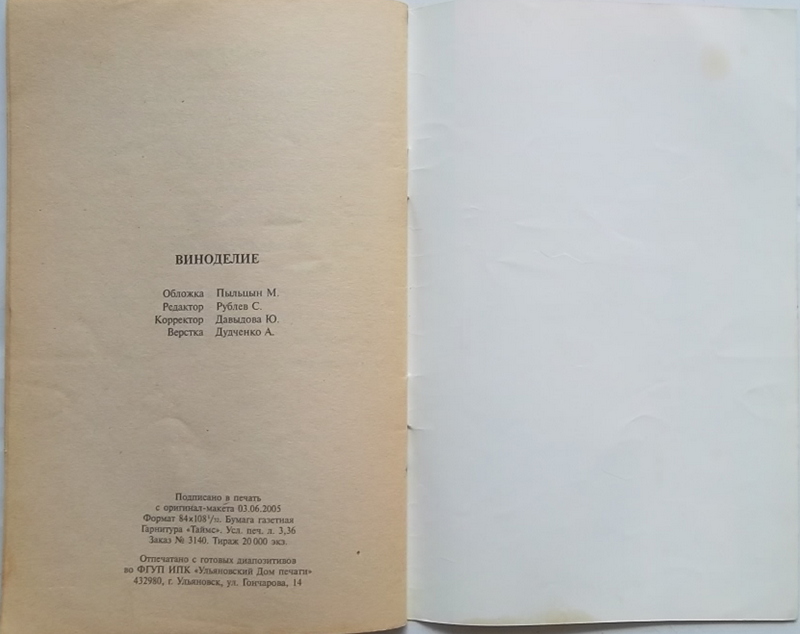 ВИНОДЕЛИЕ
Обложка Пыльцын М.
Редактор Рублев С.
Корректор Давыдова Ю.
Верстка Дудченко А.
Подписано в печать
с оригинал-макета 03.06.2005
Формат 84×108 1/32. Бумага газетная
Гарнитура «Таймс». Усл. печ. л. 3,36
Заказ № 3140. Тираж 20 000 экз.
Отпечатано с готовых диапозитивов
во ФГУП ИПК «Ульяновский Дом печати»
432980, г. Ульяновск, ул. Гончарова, 14